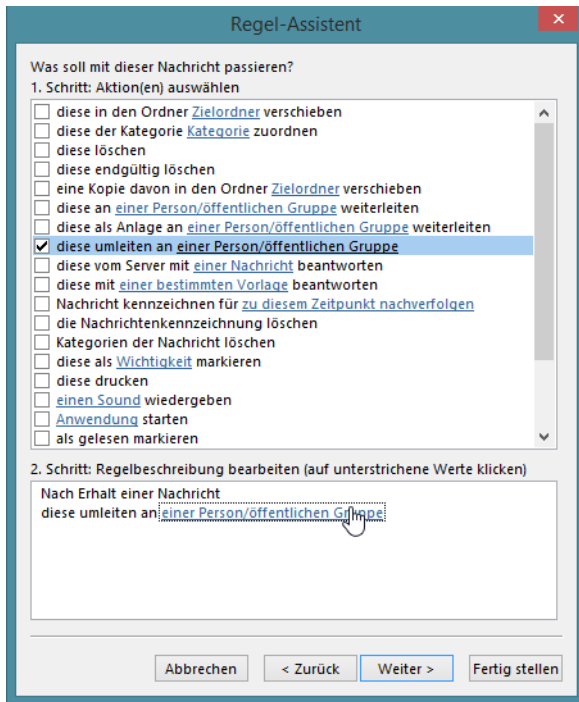 Regel-Assistent
Was soll mit dieser Nachricht passieren?
1. Schritt: Aktion(en) auswählen
diese in den Ordner Zielordner verschieben
diese der Kategorie Kategorie zuordnen
diese löschen
diese endgültig löschen
eine Kopie davon in den Ordner Zielordner verschieben
diese an einer Person/öffentlichen Gruppe weiterleiten
diese als Anlage an einer Person/öffentlichen Gruppe weiterleiten
diese umleiten an einer Person/öffentlichen Gruppe
diese vom Server mit einer Nachricht beantworten
diese mit einer bestimmten Vorlage beantworten
Nachricht kennzeichnen für zu diesem Zeitpunkt nachverfolgen
die Nachrichtenkennzeichnung löschen
Kategorien der Nachricht löschen
diese als Wichtigkeit markieren
diese drucken
einen Sound wiedergeben
Anwendung starten
als gelesen markieren
2. Schritt: Regelbeschreibung bearbeiten (auf unterstrichene Werte klicken)
Nach Erhalt einer Nachricht
diese umleiten an einer Person/öffentlichen Gruppe
Abbrechen < Zurück Weiter > Fertig stellen